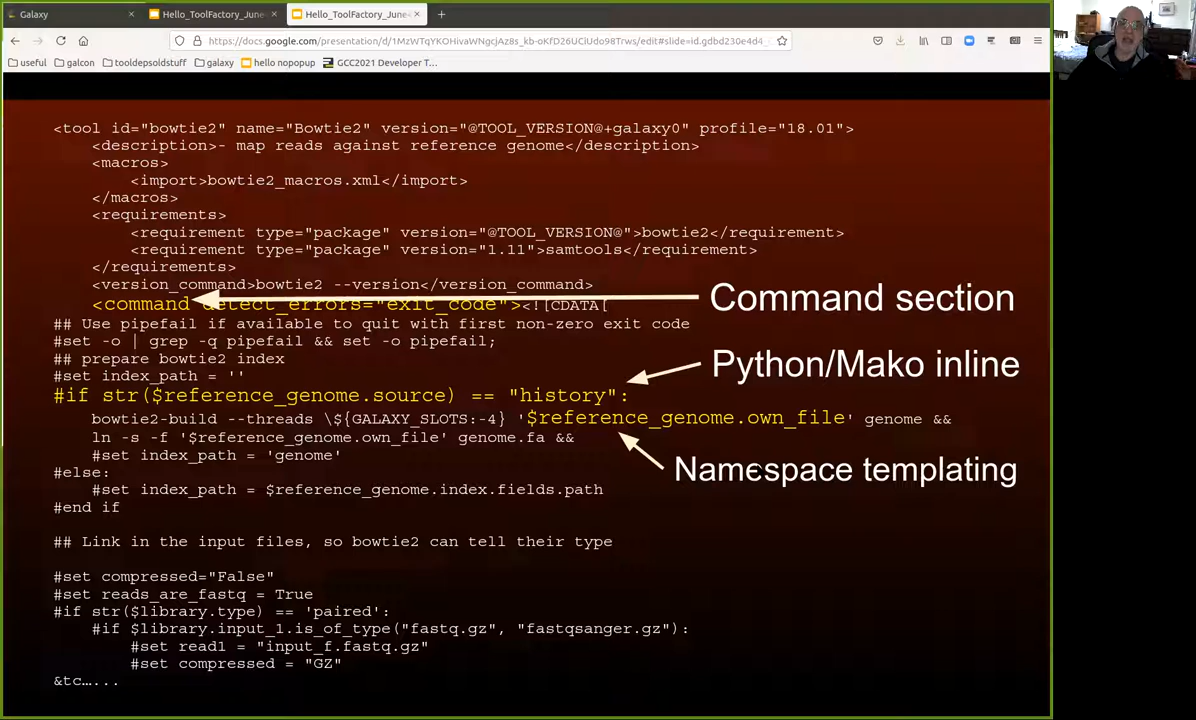 Galaxy
Hello_ToolFactory_June
Hello_ToolFactory_June
https://docs.google.com/presentation/d/1MzWTqYKOHivaWNgcjAz8s_kb-oKfD26UCiUdo98Trws/edit#slide=id.gdbd230e4d4_
useful galcon tooldepsoldstuff galaxy hello nopopup GCC2021 Developer T...
<tool id="bowtie2" name="Bowtie2" version="@TOOL_VERSION@+galaxy0" profile="18.01">
<description>- map reads against reference genome</description>
<macros>
<import>bowtie2_macros.xml</import>
</macros>
<requirements>
<requirement type="package" version="@TOOL_VERSION@">bowtie2</requirement>
<requirement type="package" version="1.11">samtools</requirement>
</requirements>
<version_command>bowtie2 --version</version_command>
<command detect_errors="exit_code"><![CDATA[
Command section
## Use pipefail if available to quit with first non-zero exit code
#set -o | grep -q pipefail && set -o pipefail;
## prepare bowtie2 index
Python/Mako inline
#set index_path = ''
#if str($reference_genome.source) == "history":
bowtie2-build --threads \${GALAXY_SLOTS:-4} '$reference_genome.own_file' genome &&
ln -s -f '$reference_genome.own_file' genome.fa &&
#set index_path = 'genome'
Namespace templating
#else:
#set index_path = $reference_genome.index.fields.path
#end if
## Link in the input files, so bowtie2 can tell their type
#set compressed="False"
#set reads_are_fastq = True
#if str($library.type) == 'paired':
#if $library.input_1.is_of_type("fastq.gz", "fastqsanger.gz"):
#set read1 = "input_f.fastq.gz"
#set compressed = "GZ"
&tc…...